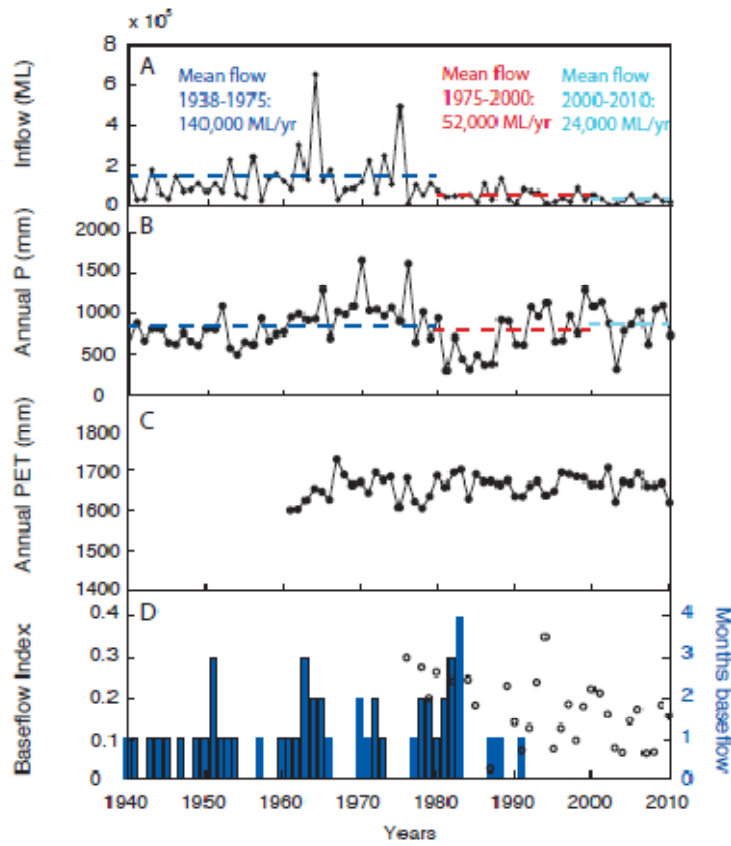 x 10⁵
8
6
4
2
0
Inflow (ML)
A
Mean flow
1938-1975:
140,000 ML/yr
Mean flow
1975-2000:
52,000 ML/yr
Mean flow
2000-2010:
24,000 ML/yr
2000
1500
1000
500
0
Annual P (mm)
B
1800
1700
1600
1500
1400
Annual PET (mm)
C
0.4
0.3
0.2
0.1
0
Baseflow Index
D
4
3
2
1
0
Months baseflow
1940 1950 1960 1970 1980 1990 2000 2010
Years